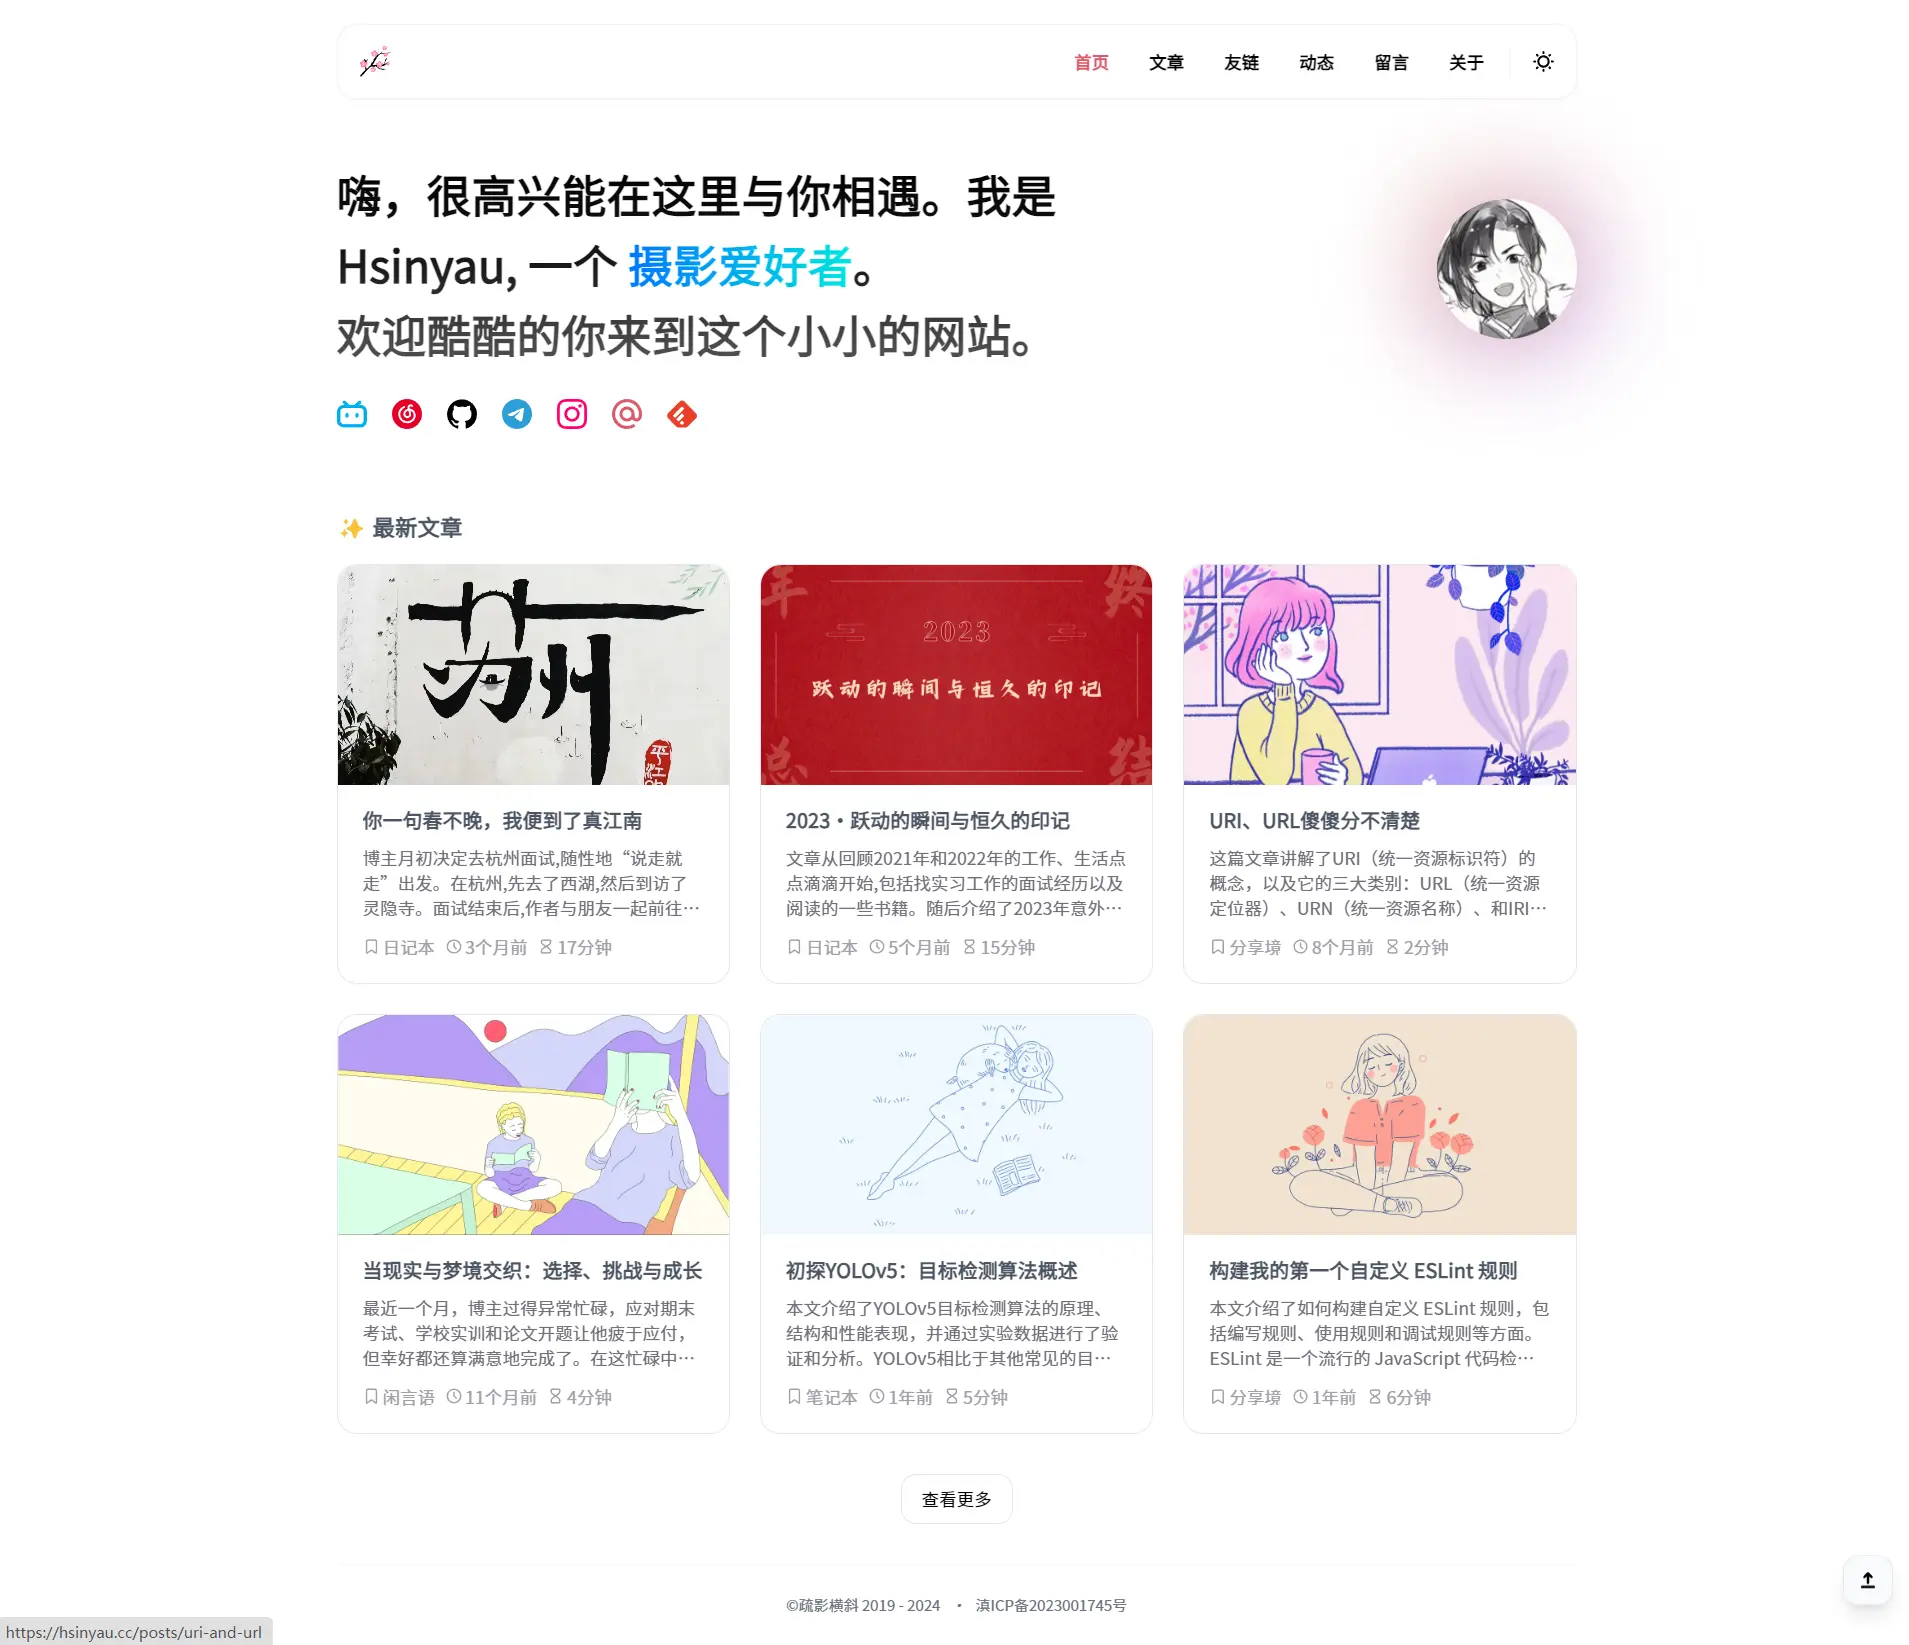 首页 文章 友链 动态 留言 关于
嗨，很高兴能在这里与你相遇。我是
Hsinyau, 一个 摄影爱好者。
欢迎酷酷的你来到这个小小的网站。
✨ 最新文章
苏州
平江
你一句春不晚，我便到了真江南
博主月初决定去杭州面试,随性地“说走就
走”出发。在杭州,先去了西湖,然后到访了
灵隐寺。面试结束后,作者与朋友一起前往…
日记本 3个月前 17分钟
年 终
2023
跃动的瞬间与恒久的印记
总 结
2023·跃动的瞬间与恒久的印记
文章从回顾2021年和2022年的工作、生活点
点滴滴开始,包括找实习工作的面试经历以及
阅读的一些书籍。随后介绍了2023年意外…
日记本 5个月前 15分钟
URI、URL傻傻分不清楚
这篇文章讲解了URI（统一资源标识符）的
概念，以及它的三大类别：URL（统一资源
定位器）、URN（统一资源名称）、和IRI…
分享境 8个月前 2分钟
当现实与梦境交织：选择、挑战与成长
最近一个月，博主过得异常忙碌，应对期末
考试、学校实训和论文开题让他疲于应付，
但幸好都还算满意地完成了。在这忙碌中…
闲言语 11个月前 4分钟
初探YOLOv5：目标检测算法概述
本文介绍了YOLOv5目标检测算法的原理、
结构和性能表现，并通过实验数据进行了验
证和分析。YOLOv5相比于其他常见的目…
笔记本 1年前 5分钟
构建我的第一个自定义 ESLint 规则
本文介绍了如何构建自定义 ESLint 规则，包
括编写规则、使用规则和调试规则等方面。
ESLint 是一个流行的 JavaScript 代码检…
分享境 1年前 6分钟
查看更多
©疏影横斜 2019 - 2024 · 滇ICP备2023001745号
https://hsinyau.cc/posts/uri-and-url